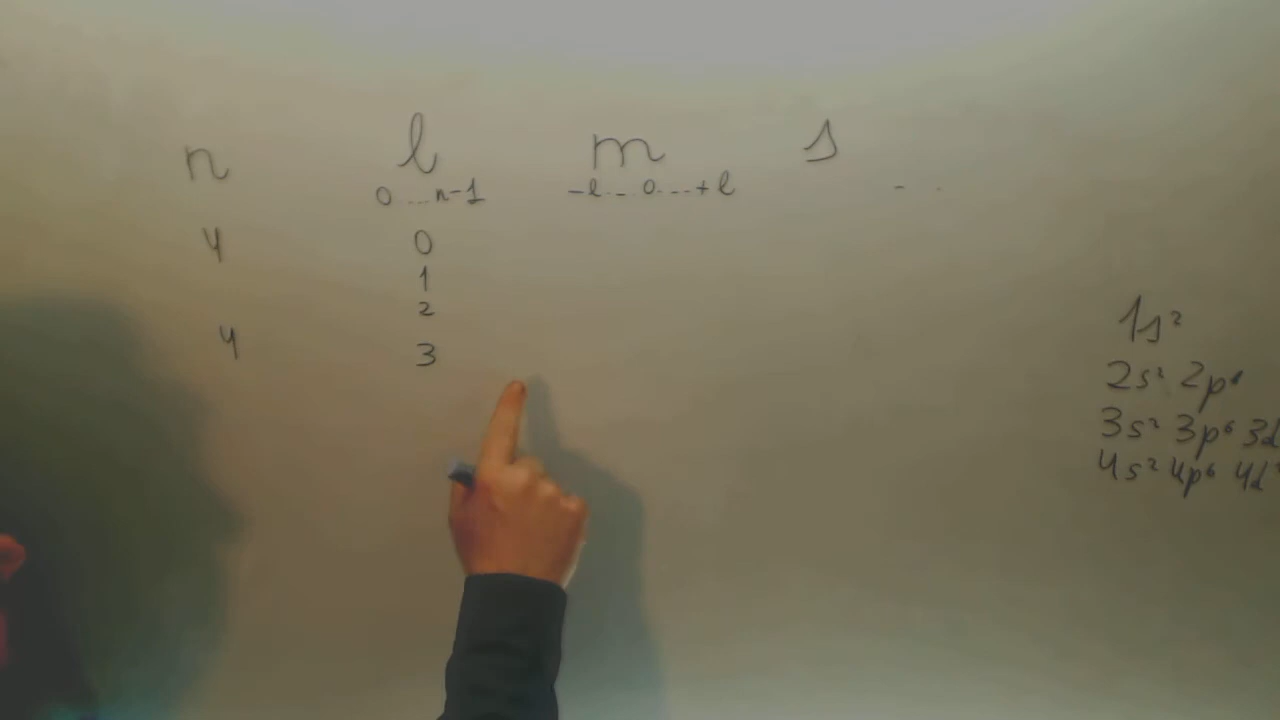 n l m s
0 ... n-1 -l ... 0 ... +l
4 0
1
2
4 3
1s²
2s² 2p⁶
3s² 3p⁶ 3d
4s² 4p⁶ 4d